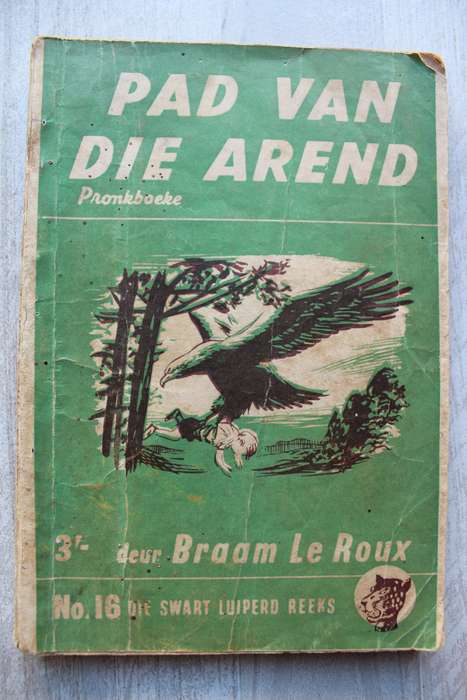 PAD VAN
DIE AREND
Pronkboeke
3'- deur Braam Le Roux
No. 16 DIE SWART LUIPERD REEKS